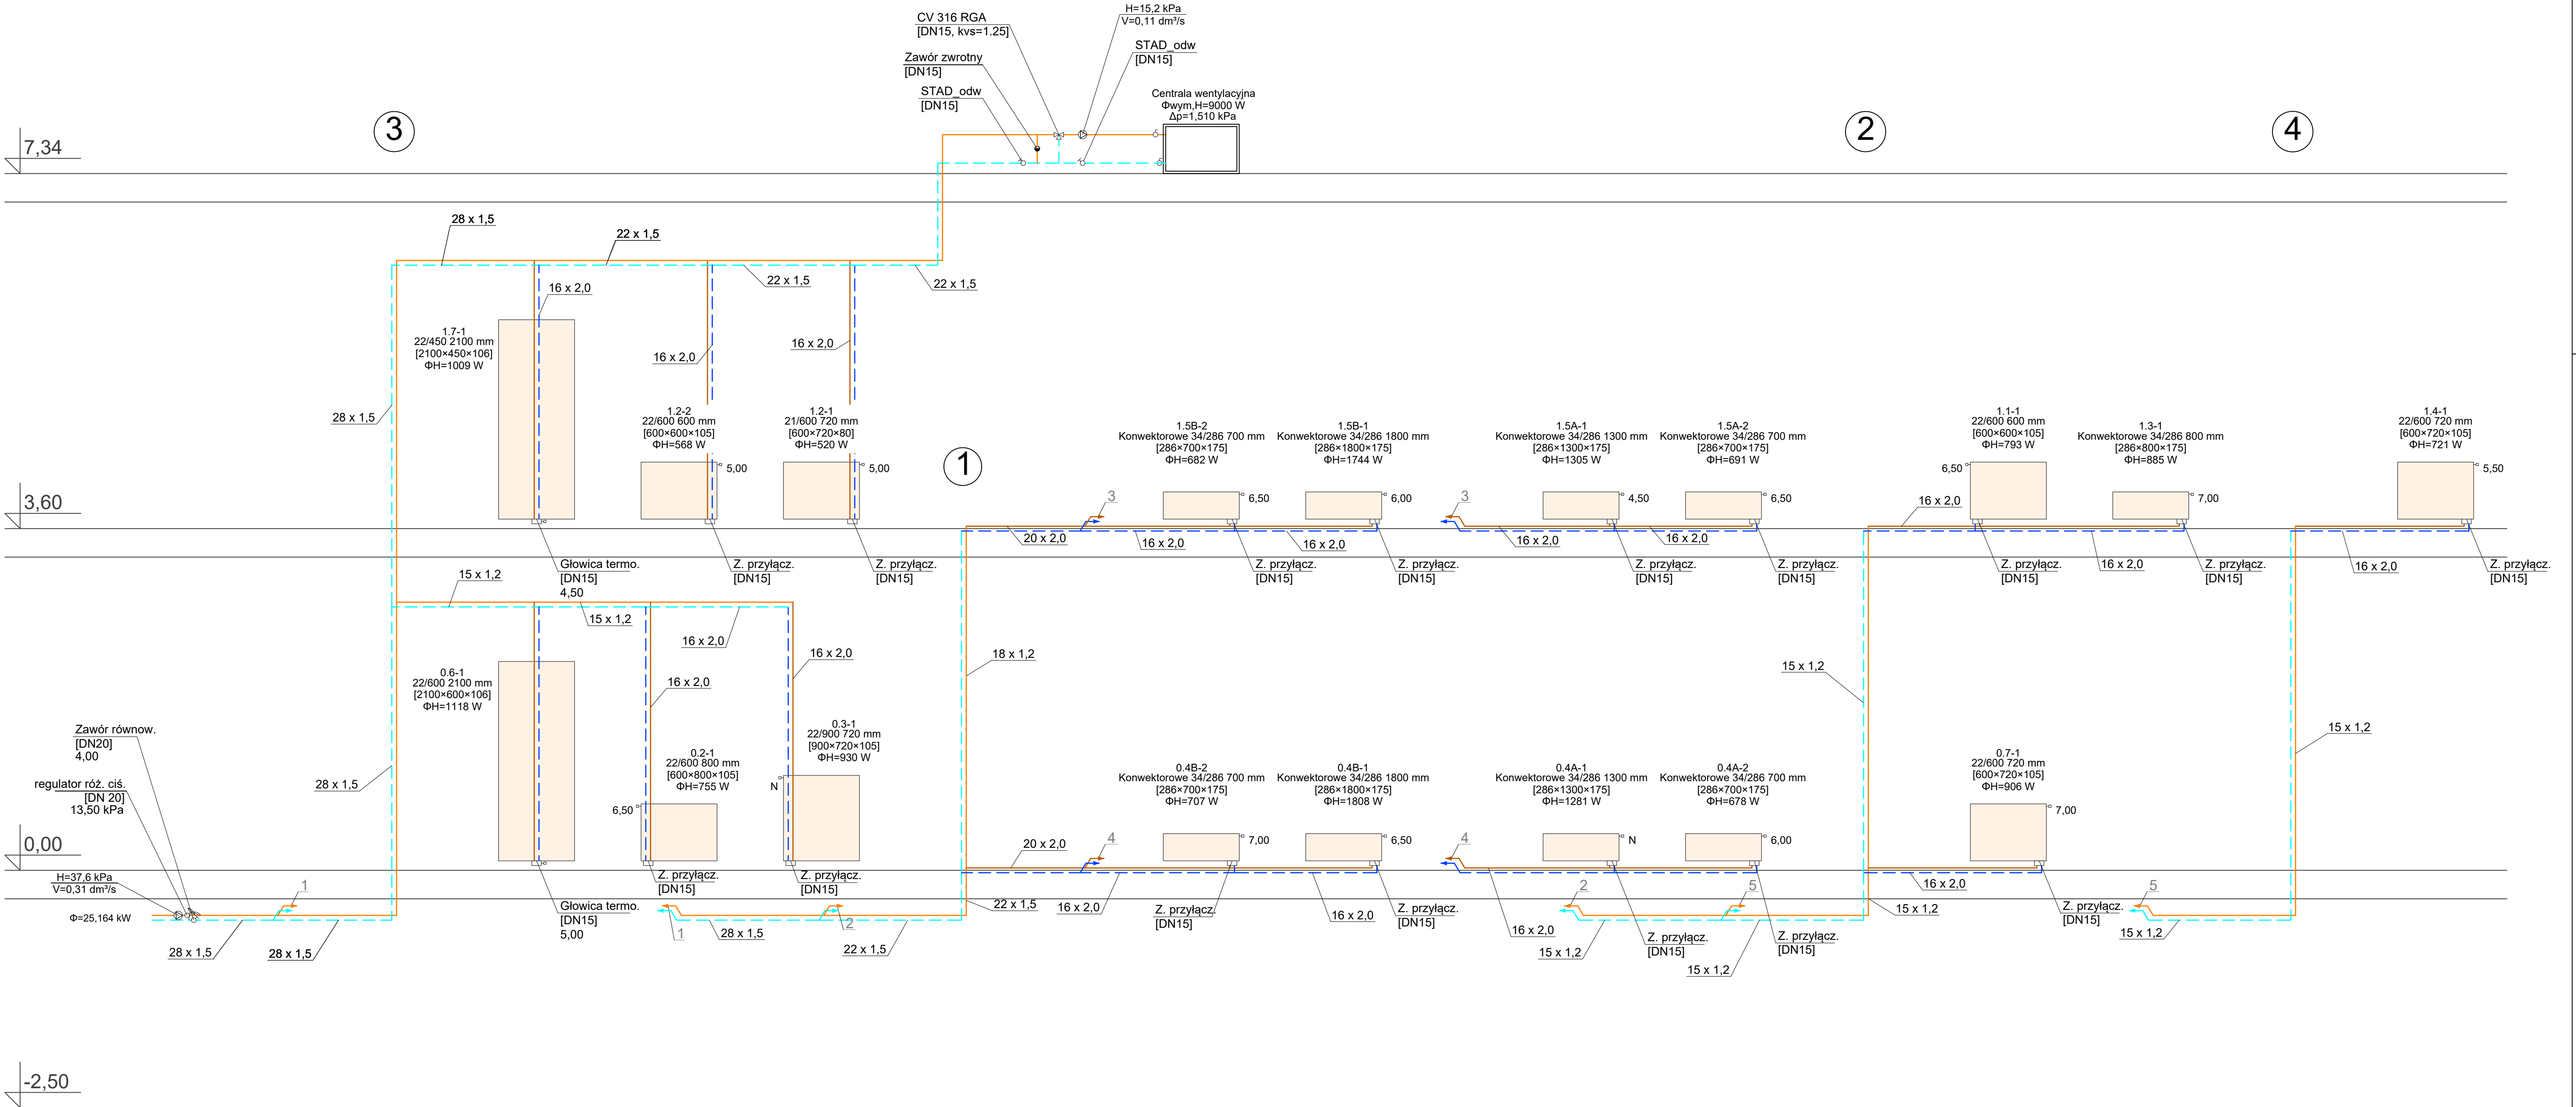 H=15,2 kPa
V=0,11 dm³/s
CV 316 RGA
[DN15, kvs=1.25]
STAD_odw
[DN15]
Zawór zwrotny
[DN15]
STAD_odw
[DN15]
Centrala wentylacyjna
Φwym,H=9000 W
Δp=1,510 kPa
3
2
4
7,34
28 x 1,5
22 x 1,5
22 x 1,5
22 x 1,5
16 x 2,0
1.7-1
22/450 2100 mm
[2100×450×106]
ΦH=1009 W
16 x 2,0
16 x 2,0
28 x 1,5
1.2-2
22/600 600 mm
[600×600×105]
ΦH=568 W
5,00
1.2-1
21/600 720 mm
[600×720×80]
ΦH=520 W
5,00
1
1.5B-2
Konwektorowe 34/286 700 mm
[286×700×175]
ΦH=682 W
6,50
1.5B-1
Konwektorowe 34/286 1800 mm
[286×1800×175]
ΦH=1744 W
6,00
1.5A-1
Konwektorowe 34/286 1300 mm
[286×1300×175]
ΦH=1305 W
4,50
1.5A-2
Konwektorowe 34/286 700 mm
[286×700×175]
ΦH=691 W
6,50
1.1-1
22/600 600 mm
[600×600×105]
ΦH=793 W
6,50
1.3-1
Konwektorowe 34/286 800 mm
[286×800×175]
ΦH=885 W
7,00
1.4-1
22/600 720 mm
[600×720×105]
ΦH=721 W
5,50
3,60
3
3
16 x 2,0
20 x 2,0
16 x 2,0
16 x 2,0
16 x 2,0
16 x 2,0
16 x 2,0
16 x 2,0
Głowica termo.
[DN15]
4,50
Z. przyłącz.
[DN15]
Z. przyłącz.
[DN15]
Z. przyłącz.
[DN15]
Z. przyłącz.
[DN15]
Z. przyłącz.
[DN15]
Z. przyłącz.
[DN15]
Z. przyłącz.
[DN15]
Z. przyłącz.
[DN15]
Z. przyłącz.
[DN15]
15 x 1,2
15 x 1,2
16 x 2,0
16 x 2,0
16 x 2,0
18 x 1,2
15 x 1,2
15 x 1,2
0.6-1
22/600 2100 mm
[2100×600×106]
ΦH=1118 W
0.2-1
22/600 800 mm
[600×800×105]
ΦH=755 W
6,50
0.3-1
22/900 720 mm
[900×720×105]
ΦH=930 W
N
Zawór równow.
[DN20]
4,00
regulator róż. ciś.
[DN 20]
13,50 kPa
28 x 1,5
0.4B-2
Konwektorowe 34/286 700 mm
[286×700×175]
ΦH=707 W
7,00
0.4B-1
Konwektorowe 34/286 1800 mm
[286×1800×175]
ΦH=1808 W
6,50
0.4A-1
Konwektorowe 34/286 1300 mm
[286×1300×175]
ΦH=1281 W
N
0.4A-2
Konwektorowe 34/286 700 mm
[286×700×175]
ΦH=678 W
6,00
0.7-1
22/600 720 mm
[600×720×105]
ΦH=906 W
7,00
0,00
20 x 2,0
4
4
H=37,6 kPa
V=0,31 dm³/s
Φ=25,164 kW
1
Z. przyłącz.
[DN15]
Z. przyłącz.
[DN15]
Głowica termo.
[DN15]
5,00
28 x 1,5
28 x 1,5
1
28 x 1,5
2
22 x 1,5
22 x 1,5
16 x 2,0
Z. przyłącz.
[DN15]
16 x 2,0
Z. przyłącz.
[DN15]
16 x 2,0
2
15 x 1,2
Z. przyłącz.
[DN15]
5
15 x 1,2
Z. przyłącz.
[DN15]
16 x 2,0
15 x 1,2
Z. przyłącz.
[DN15]
5
15 x 1,2
-2,50